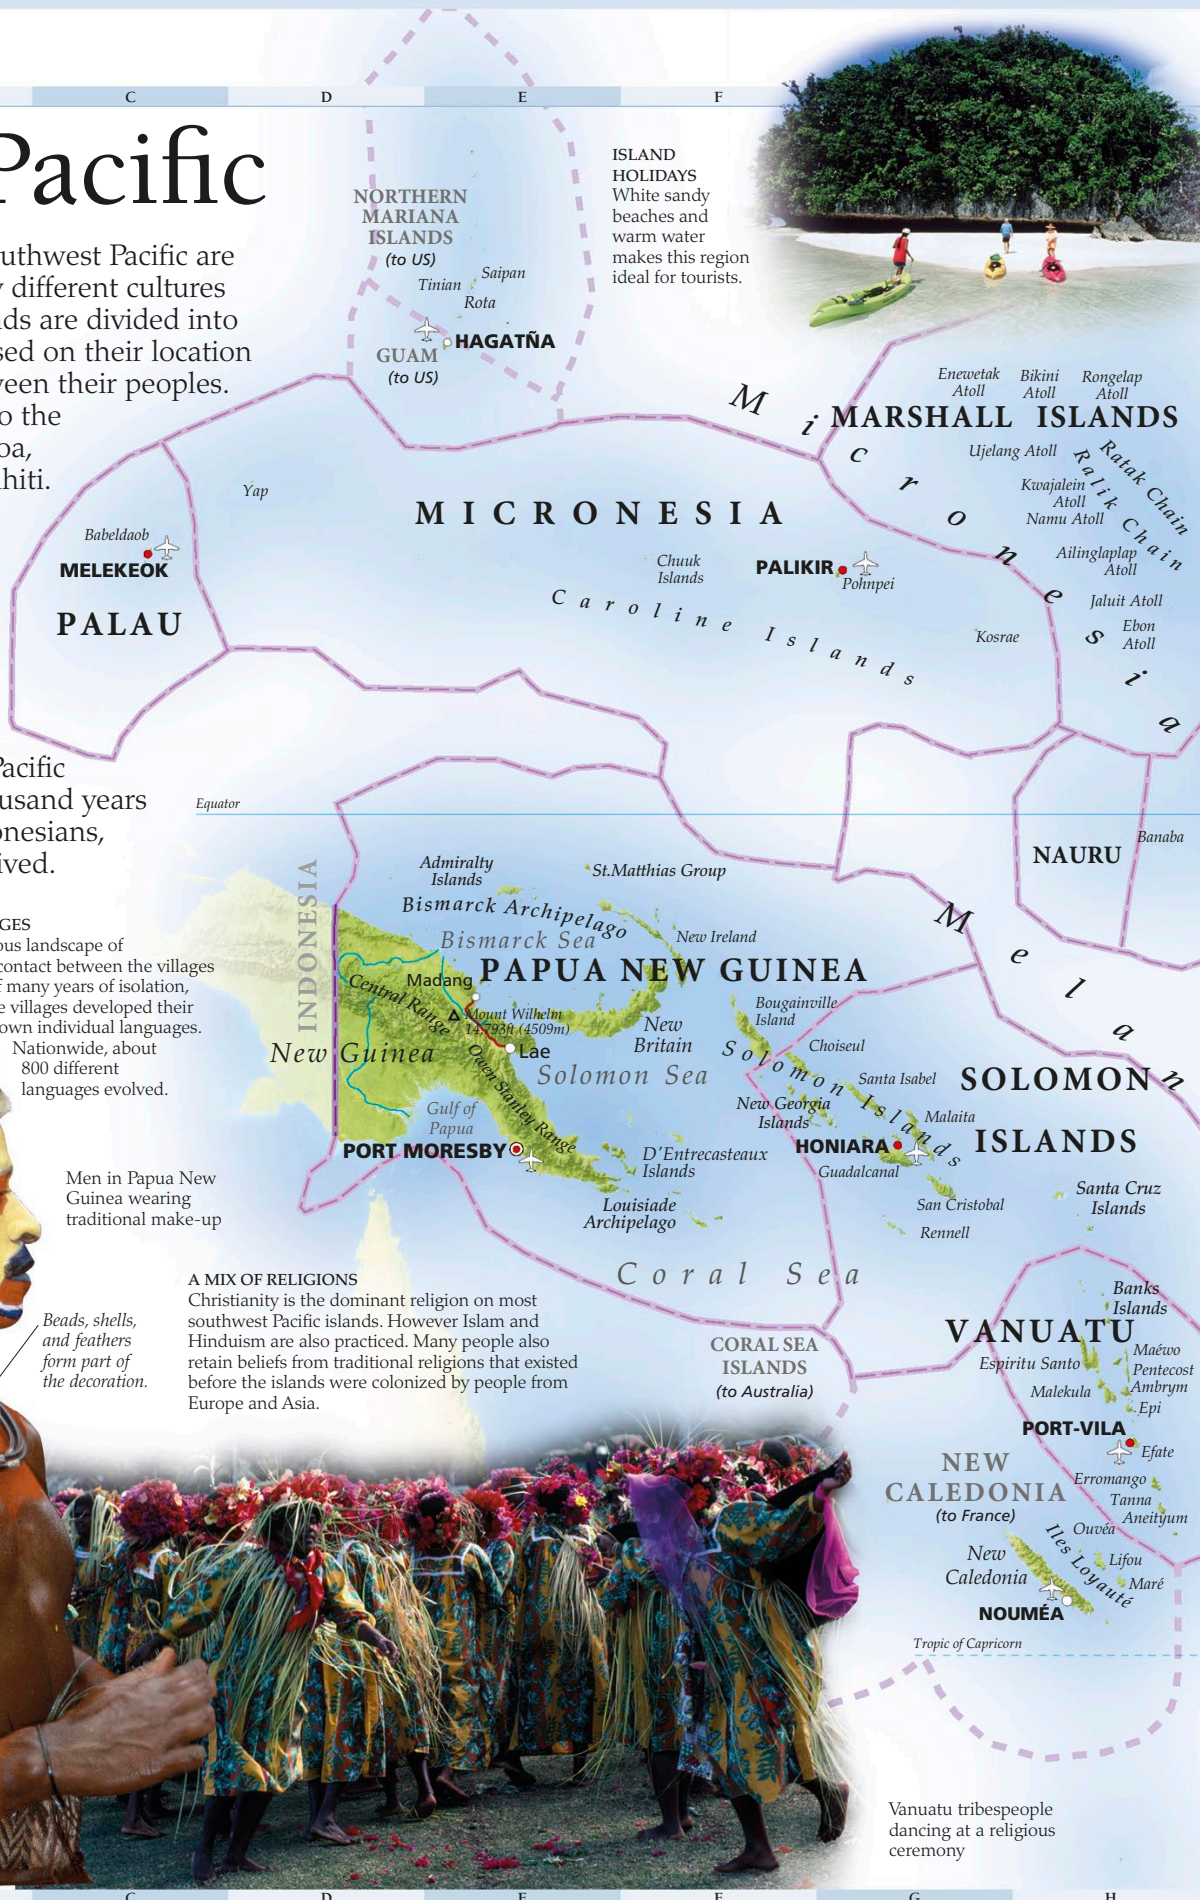 C
D
E
F
Pacific
uthwest Pacific are
different cultures
nds are divided into
sed on their location
ween their peoples.
o the
oa,
hiti.
NORTHERN
MARIANA
ISLANDS
(to US)
Saipan
Tinian
Rota
HAGATÑA
GUAM
(to US)
ISLAND
HOLIDAYS
White sandy
beaches and
warm water
makes this region
ideal for tourists.
Enewetak
Atoll
Bikini
Atoll
Rongelap
Atoll
MARSHALL ISLANDS
Ujelang Atoll
Ratak Chain
Ralik Chain
Kwajalein
Atoll
Namu Atoll
Ailinglaplap
Atoll
Jaluit Atoll
Ebon
Atoll
Micronesia
Yap
MICRONESIA
Babeldaob
MELEKEOK
PALAU
Chuuk
Islands
PALIKIR
Pohnpei
Caroline Islands
Kosrae
Pacific
usand years
onesians,
ived.
Equator
NAURU
Banaba
INDONESIA
Admiralty
Islands
St.Matthias Group
Bismarck Archipelago
Bismarck Sea
New Ireland
Melan
GES
ous landscape of
contact between the villages
f many years of isolation,
e villages developed their
own individual languages.
Nationwide, about
800 different
languages evolved.
Madang
PAPUA NEW GUINEA
Central Range
Mount Wilhelm
14,793ft (4509m)
New Guinea
Lae
Owen Stanley Range
New
Britain
Solomon Sea
Bougainville
Island
Choiseul
Solomon Islands
Santa Isabel
SOLOMON
ISLANDS
New Georgia
Islands
Malaita
HONIARA
Guadalcanal
San Cristobal
Rennell
Santa Cruz
Islands
Gulf of
Papua
PORT MORESBY
D'Entrecasteaux
Islands
Louisiade
Archipelago
Men in Papua New
Guinea wearing
traditional make-up
Coral Sea
A MIX OF RELIGIONS
Christianity is the dominant religion on most
southwest Pacific islands. However Islam and
Hinduism are also practiced. Many people also
retain beliefs from traditional religions that existed
before the islands were colonized by people from
Europe and Asia.
Beads, shells,
and feathers
form part of
the decoration.
CORAL SEA
ISLANDS
(to Australia)
Banks
Islands
VANUATU
Espiritu Santo
Maéwo
Pentecost
Malekula
Ambrym
Epi
PORT-VILA
Efate
Erromango
Tanna
Aneityum
NEW
CALEDONIA
(to France)
Ouvéa
Iles Loyauté
Lifou
Maré
New
Caledonia
NOUMÉA
Tropic of Capricorn
Vanuatu tribespeople
dancing at a religious
ceremony
C
D
E
F
G
H